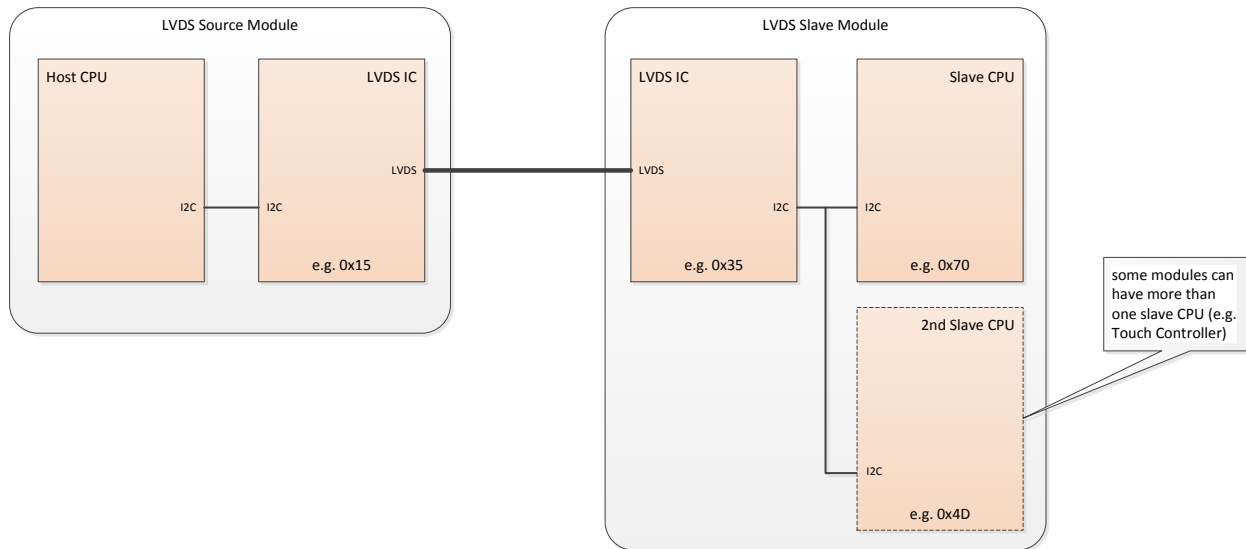 LVDS Source Module
Host CPU
I2C
LVDS IC
LVDS
I2C
e.g. 0x15
LVDS Slave Module
LVDS IC
LVDS
I2C
e.g. 0x35
Slave CPU
I2C
e.g. 0x70
2nd Slave CPU
I2C
e.g. 0x4D
some modules can
have more than
one slave CPU (e.g.
Touch Controller)